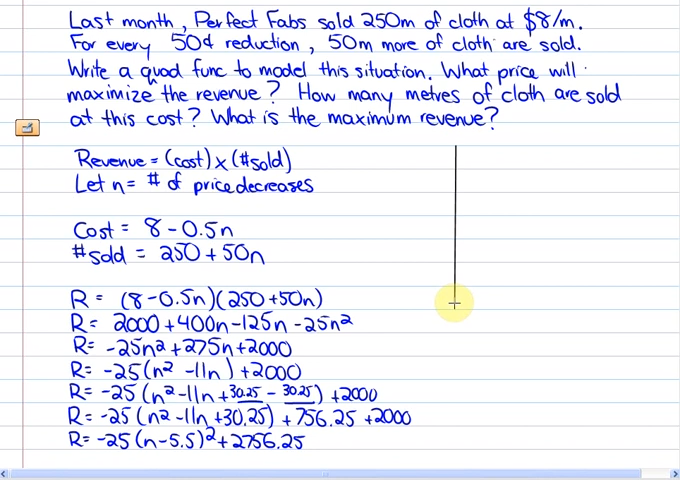 Last month, Perfect Fabs sold 250m of cloth at $8/m.
For every 50¢ reduction, 50m more of cloth are sold.
Write a quad func to model this situation. What price will
maximize the revenue? How many metres of cloth are sold
at this cost? What is the maximum revenue?
Revenue = (cost) x (#sold)
Let n = # of price decreases
Cost = 8 - 0.5n
#sold = 250 + 50n
R = (8 - 0.5n)(250 + 50n)
R = 2000 + 400n - 125n - 25n²
R = -25n² + 275n + 2000
R = -25(n² - 11n ) + 2000
R = -25(n² - 11n + 30.25 - 30.25) + 2000
R = -25(n² - 11n + 30.25) + 756.25 + 2000
R = -25(n - 5.5)² + 2756.25